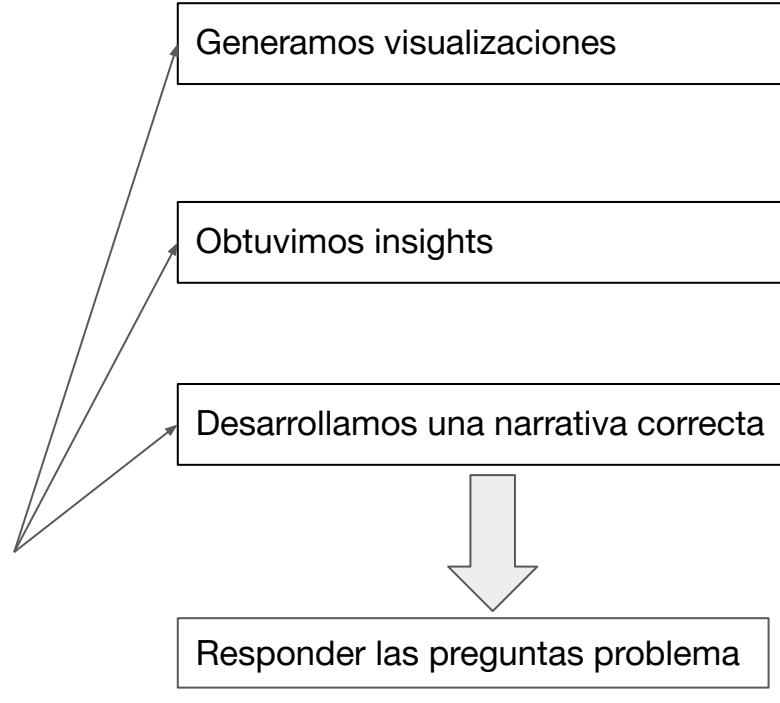 Generamos visualizaciones
Obtuvimos insights
Desarrollamos una narrativa correcta
Responder las preguntas problema